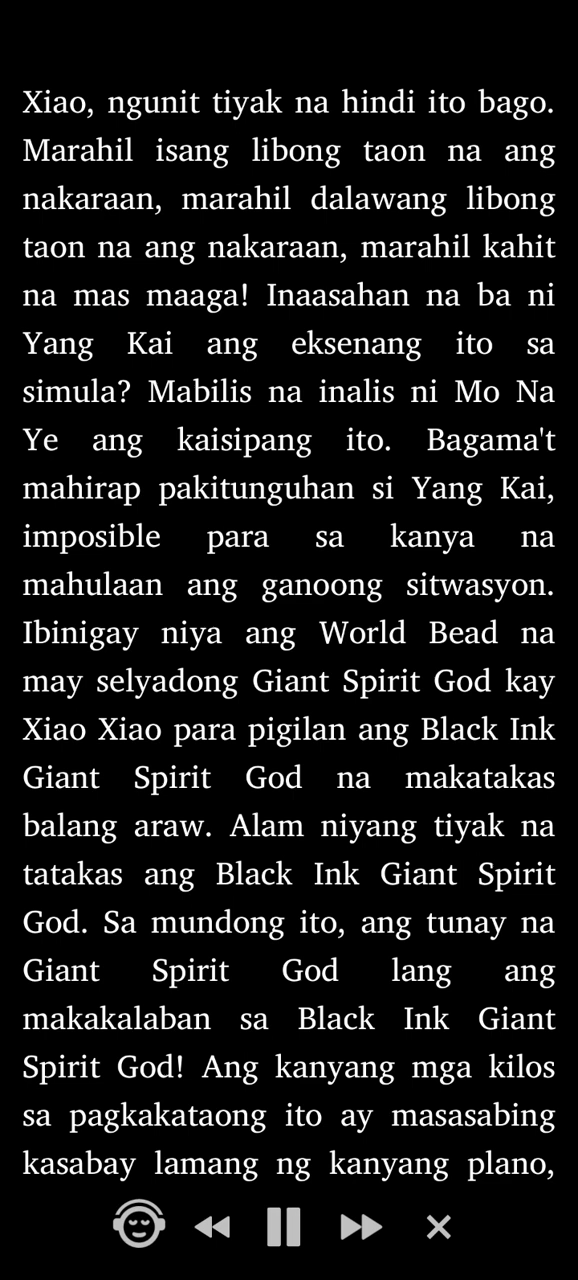 Xiao, ngunit tiyak na hindi ito bago.
Marahil isang libong taon na ang
nakaraan, marahil dalawang libong
taon na ang nakaraan, marahil kahit
na mas maaga! Inaasahan na ba ni
Yang Kai ang eksenang ito sa
simula? Mabilis na inalis ni Mo Na
Ye ang kaisipang ito. Bagama't
mahirap pakitunguhan si Yang Kai,
imposible para sa kanya na
mahulaan ang ganoong sitwasyon.
Ibinigay niya ang World Bead na
may selyadong Giant Spirit God kay
Xiao Xiao para pigilan ang Black Ink
Giant Spirit God na makatakas
balang araw. Alam niyang tiyak na
tatakas ang Black Ink Giant Spirit
God. Sa mundong ito, ang tunay na
Giant Spirit God lang ang
makakalaban sa Black Ink Giant
Spirit God! Ang kanyang mga kilos
sa pagkakataong ito ay masasabing
kasabay lamang ng kanyang plano,